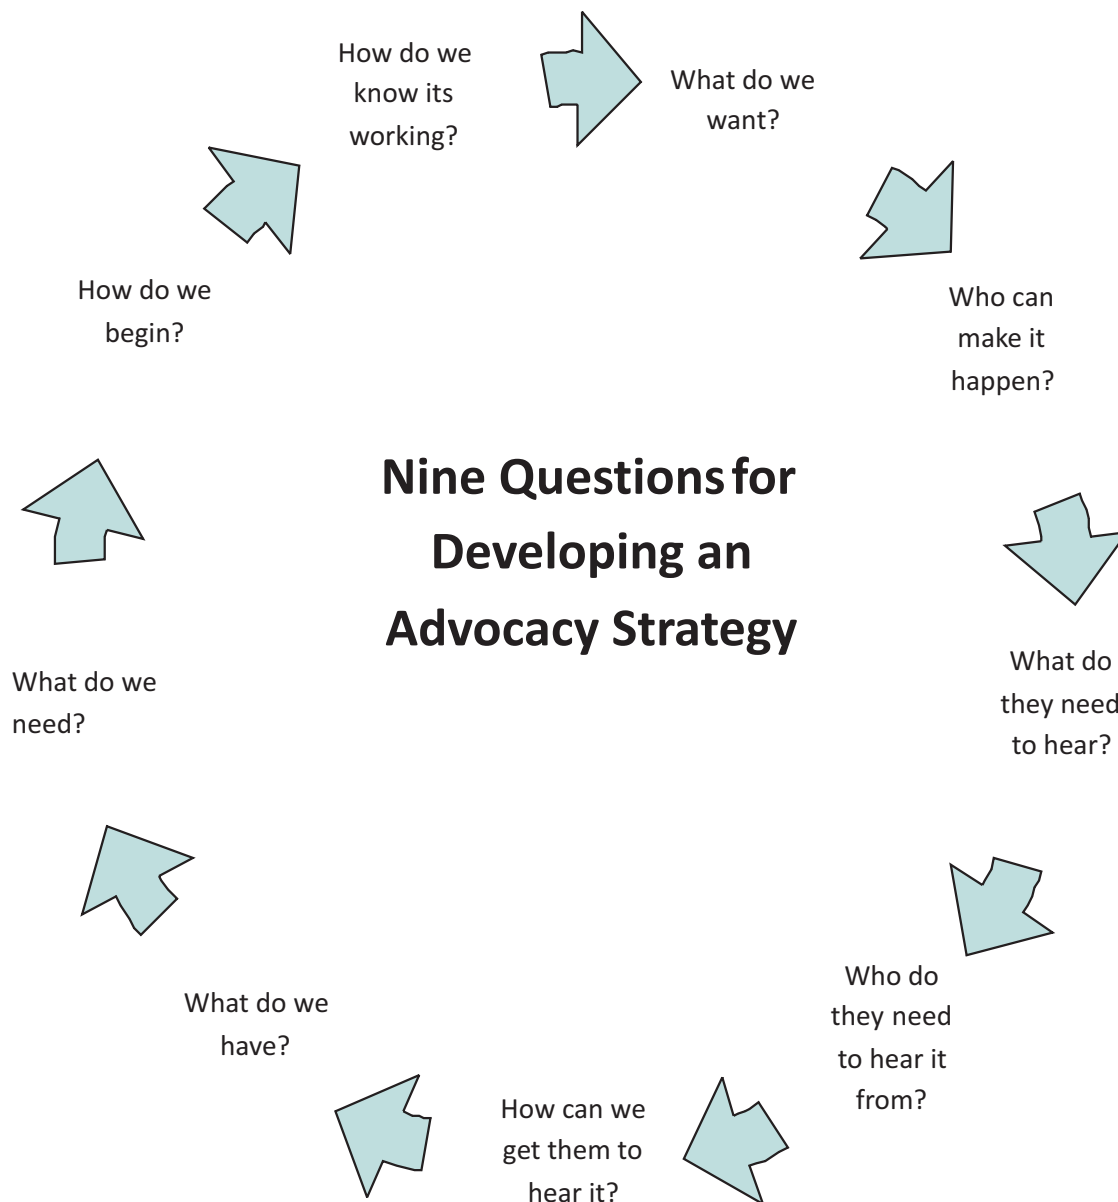 Nine Questions for
Developing an
Advocacy Strategy
What do we
want?
Who can
make it
happen?
What do
they need
to hear?
Who do
they need
to hear it
from?
How can we
get them to
hear it?
What do we
have?
What do we
need?
How do we
begin?
How do we
know its
working?